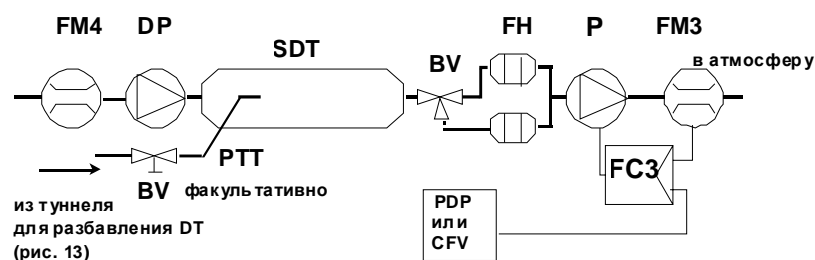 FM4 DP SDT BV FH P FM3
в атмосферу
PTT
BV факультативно
FC3
из туннеля
для разбавления DT
(рис. 13)
PDP
или
CFV